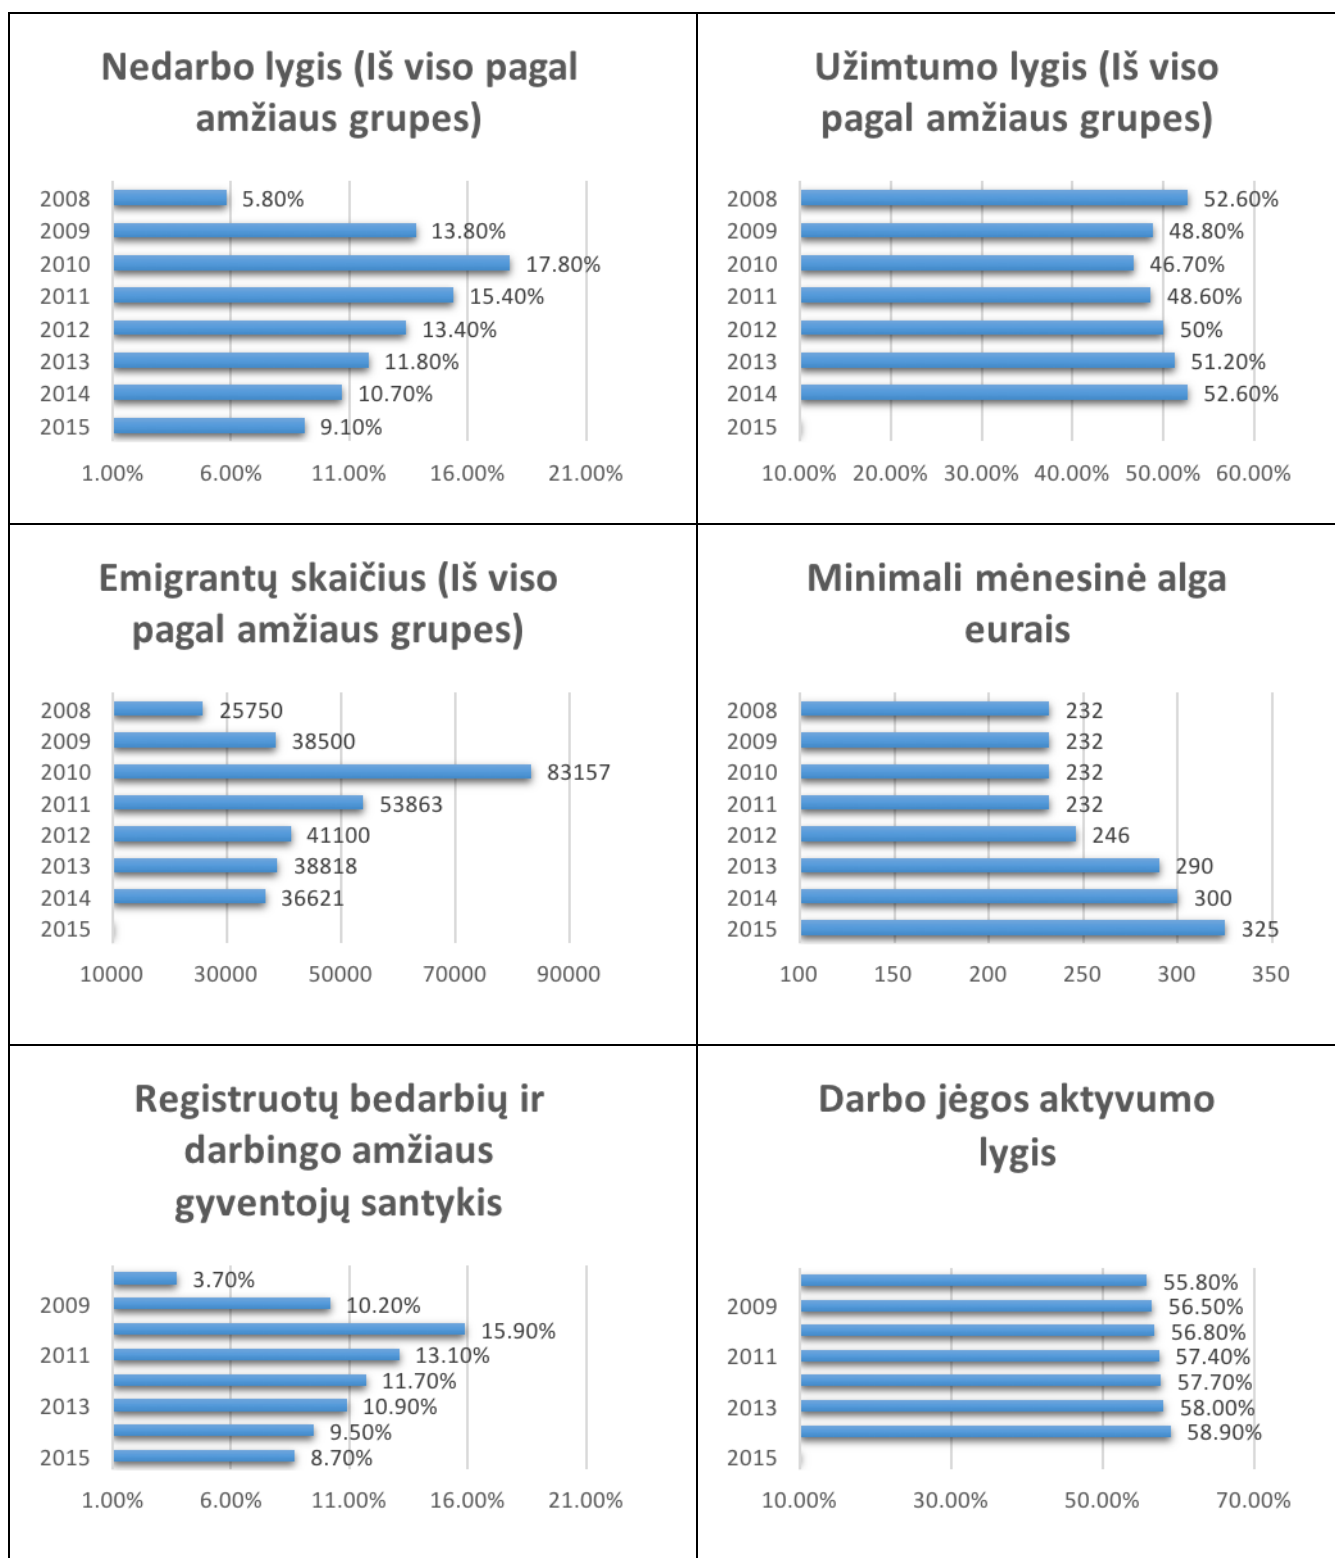 Nedarbo lygis (Iš viso pagal
amžiaus grupes)
2008 5.80%
2009 13.80%
2010 17.80%
2011 15.40%
2012 13.40%
2013 11.80%
2014 10.70%
2015 9.10%
1.00% 6.00% 11.00% 16.00% 21.00%
Užimtumo lygis (Iš viso
pagal amžiaus grupes)
2008 52.60%
2009 48.80%
2010 46.70%
2011 48.60%
2012 50%
2013 51.20%
2014 52.60%
2015
10.00% 20.00% 30.00% 40.00% 50.00% 60.00%
Emigrantų skaičius (Iš viso
pagal amžiaus grupes)
2008 25750
2009 38500
2010 83157
2011 53863
2012 41100
2013 38818
2014 36621
2015
10000 30000 50000 70000 90000
Minimali mėnesinė alga
eurais
2008 232
2009 232
2010 232
2011 232
2012 246
2013 290
2014 300
2015 325
100 150 200 250 300 350
Registruotų bedarbių ir
darbingo amžiaus
gyventojų santykis
3.70%
2009 10.20%
15.90%
2011 13.10%
11.70%
2013 10.90%
9.50%
2015 8.70%
1.00% 6.00% 11.00% 16.00% 21.00%
Darbo jėgos aktyvumo
lygis
55.80%
2009 56.50%
56.80%
2011 57.40%
57.70%
2013 58.00%
58.90%
2015
10.00% 30.00% 50.00% 70.00%